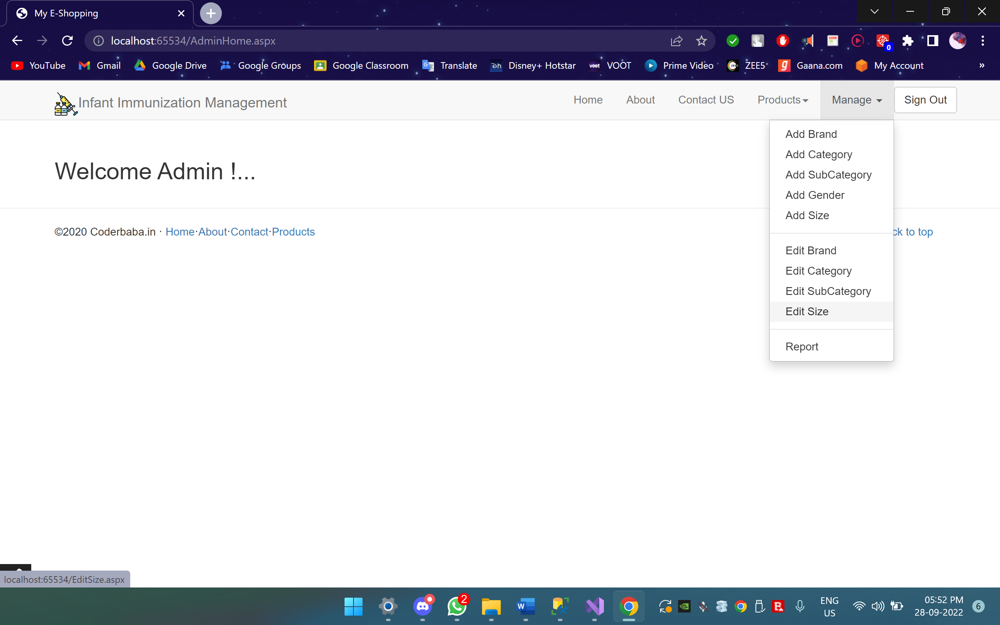 My E-Shopping
localhost:65534/AdminHome.aspx
0
YouTube Gmail Google Drive Google Groups Google Classroom Translate Disney+ Hotstar VOOT Prime Video ZEE5 Gaana.com My Account »
Infant Immunization Management
Home About Contact US Products Manage Sign Out
Add Brand
Add Category
Add SubCategory
Add Gender
Add Size
Edit Brand
Edit Category
Edit SubCategory
Edit Size
Report
Welcome Admin !...
©2020 Coderbaba.in · Home·About·Contact·Products
ck to top
localhost:65534/EditSize.aspx
2
ENG
US
05:52 PM
28-09-2022
6